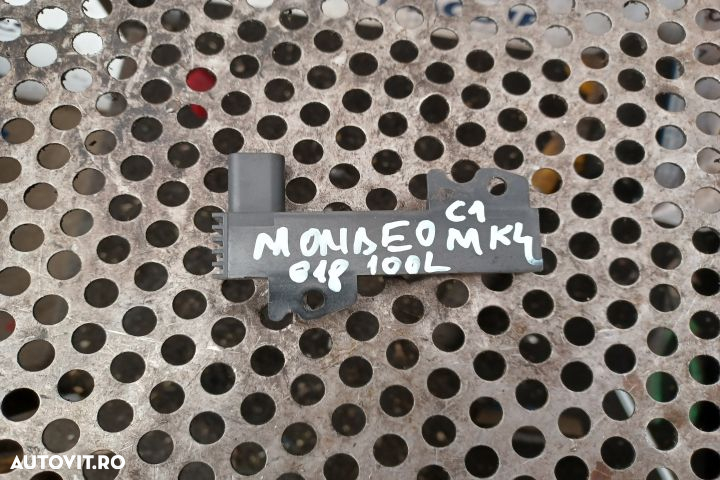 C1
MONDEO MK4
018 100L
AUTOVIT.RO